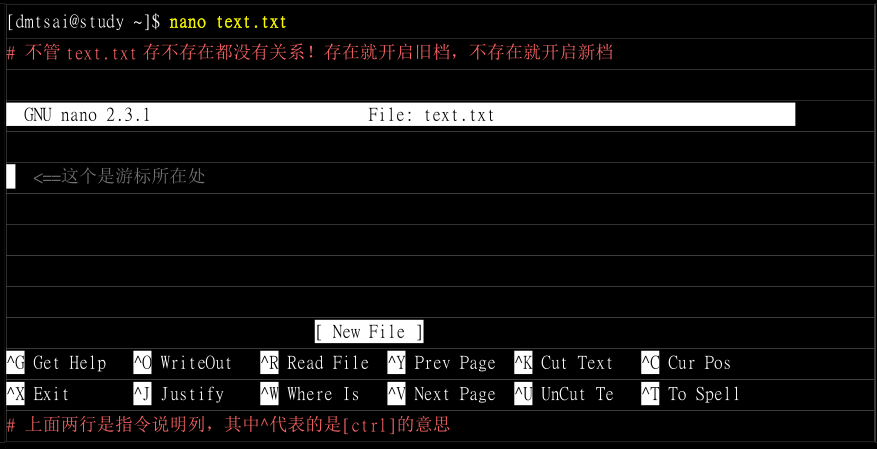 [dmtsai@study ~]$ nano text.txt
# 不管 text.txt 存不存在都没有关系！存在就开启旧档，不存在就开启新档
GNU nano 2.3.1 File: text.txt
<==这个是游标所在处
[ New File ]
^G Get Help ^O WriteOut ^R Read File ^Y Prev Page ^K Cut Text ^C Cur Pos
^X Exit ^J Justify ^W Where Is ^V Next Page ^U UnCut Te ^T To Spell
# 上面两行是指令说明列，其中^代表的是[ctrl]的意思